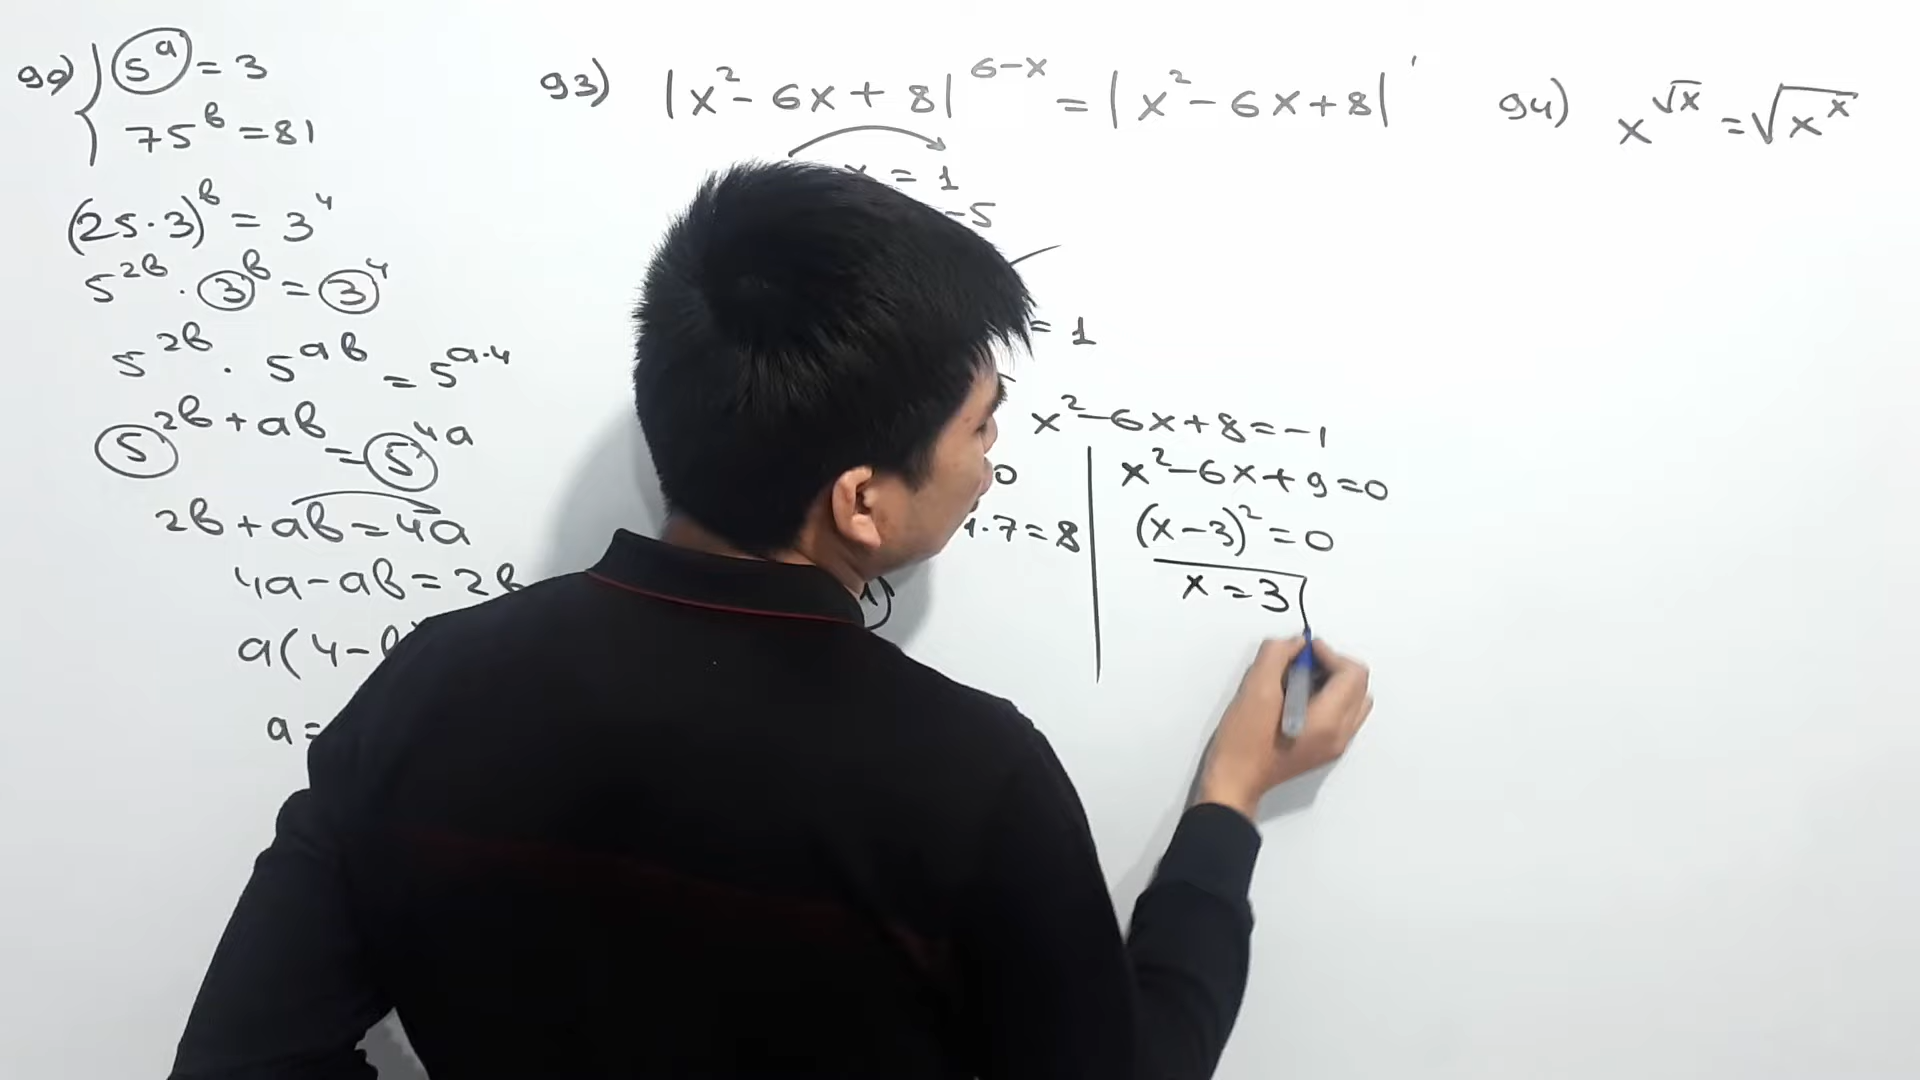 99) 5^a = 3
75^b = 81
(25·3)^b = 3^4
5^2b · 3^b = 3^4
5^2b · 5^ab = 5^a·4
5^2b+ab = 5^4a
2b + ab = 4a
4a - ab = 2b
a(4-
a =
93) |x² - 6x + 8|^6-x = |x² - 6x + 8|
x = 1
= 1
0
1·7 = 8
x² - 6x + 8 = -1
x² - 6x + 9 = 0
(x - 3)² = 0
x = 3
94) x^√x = √x^x